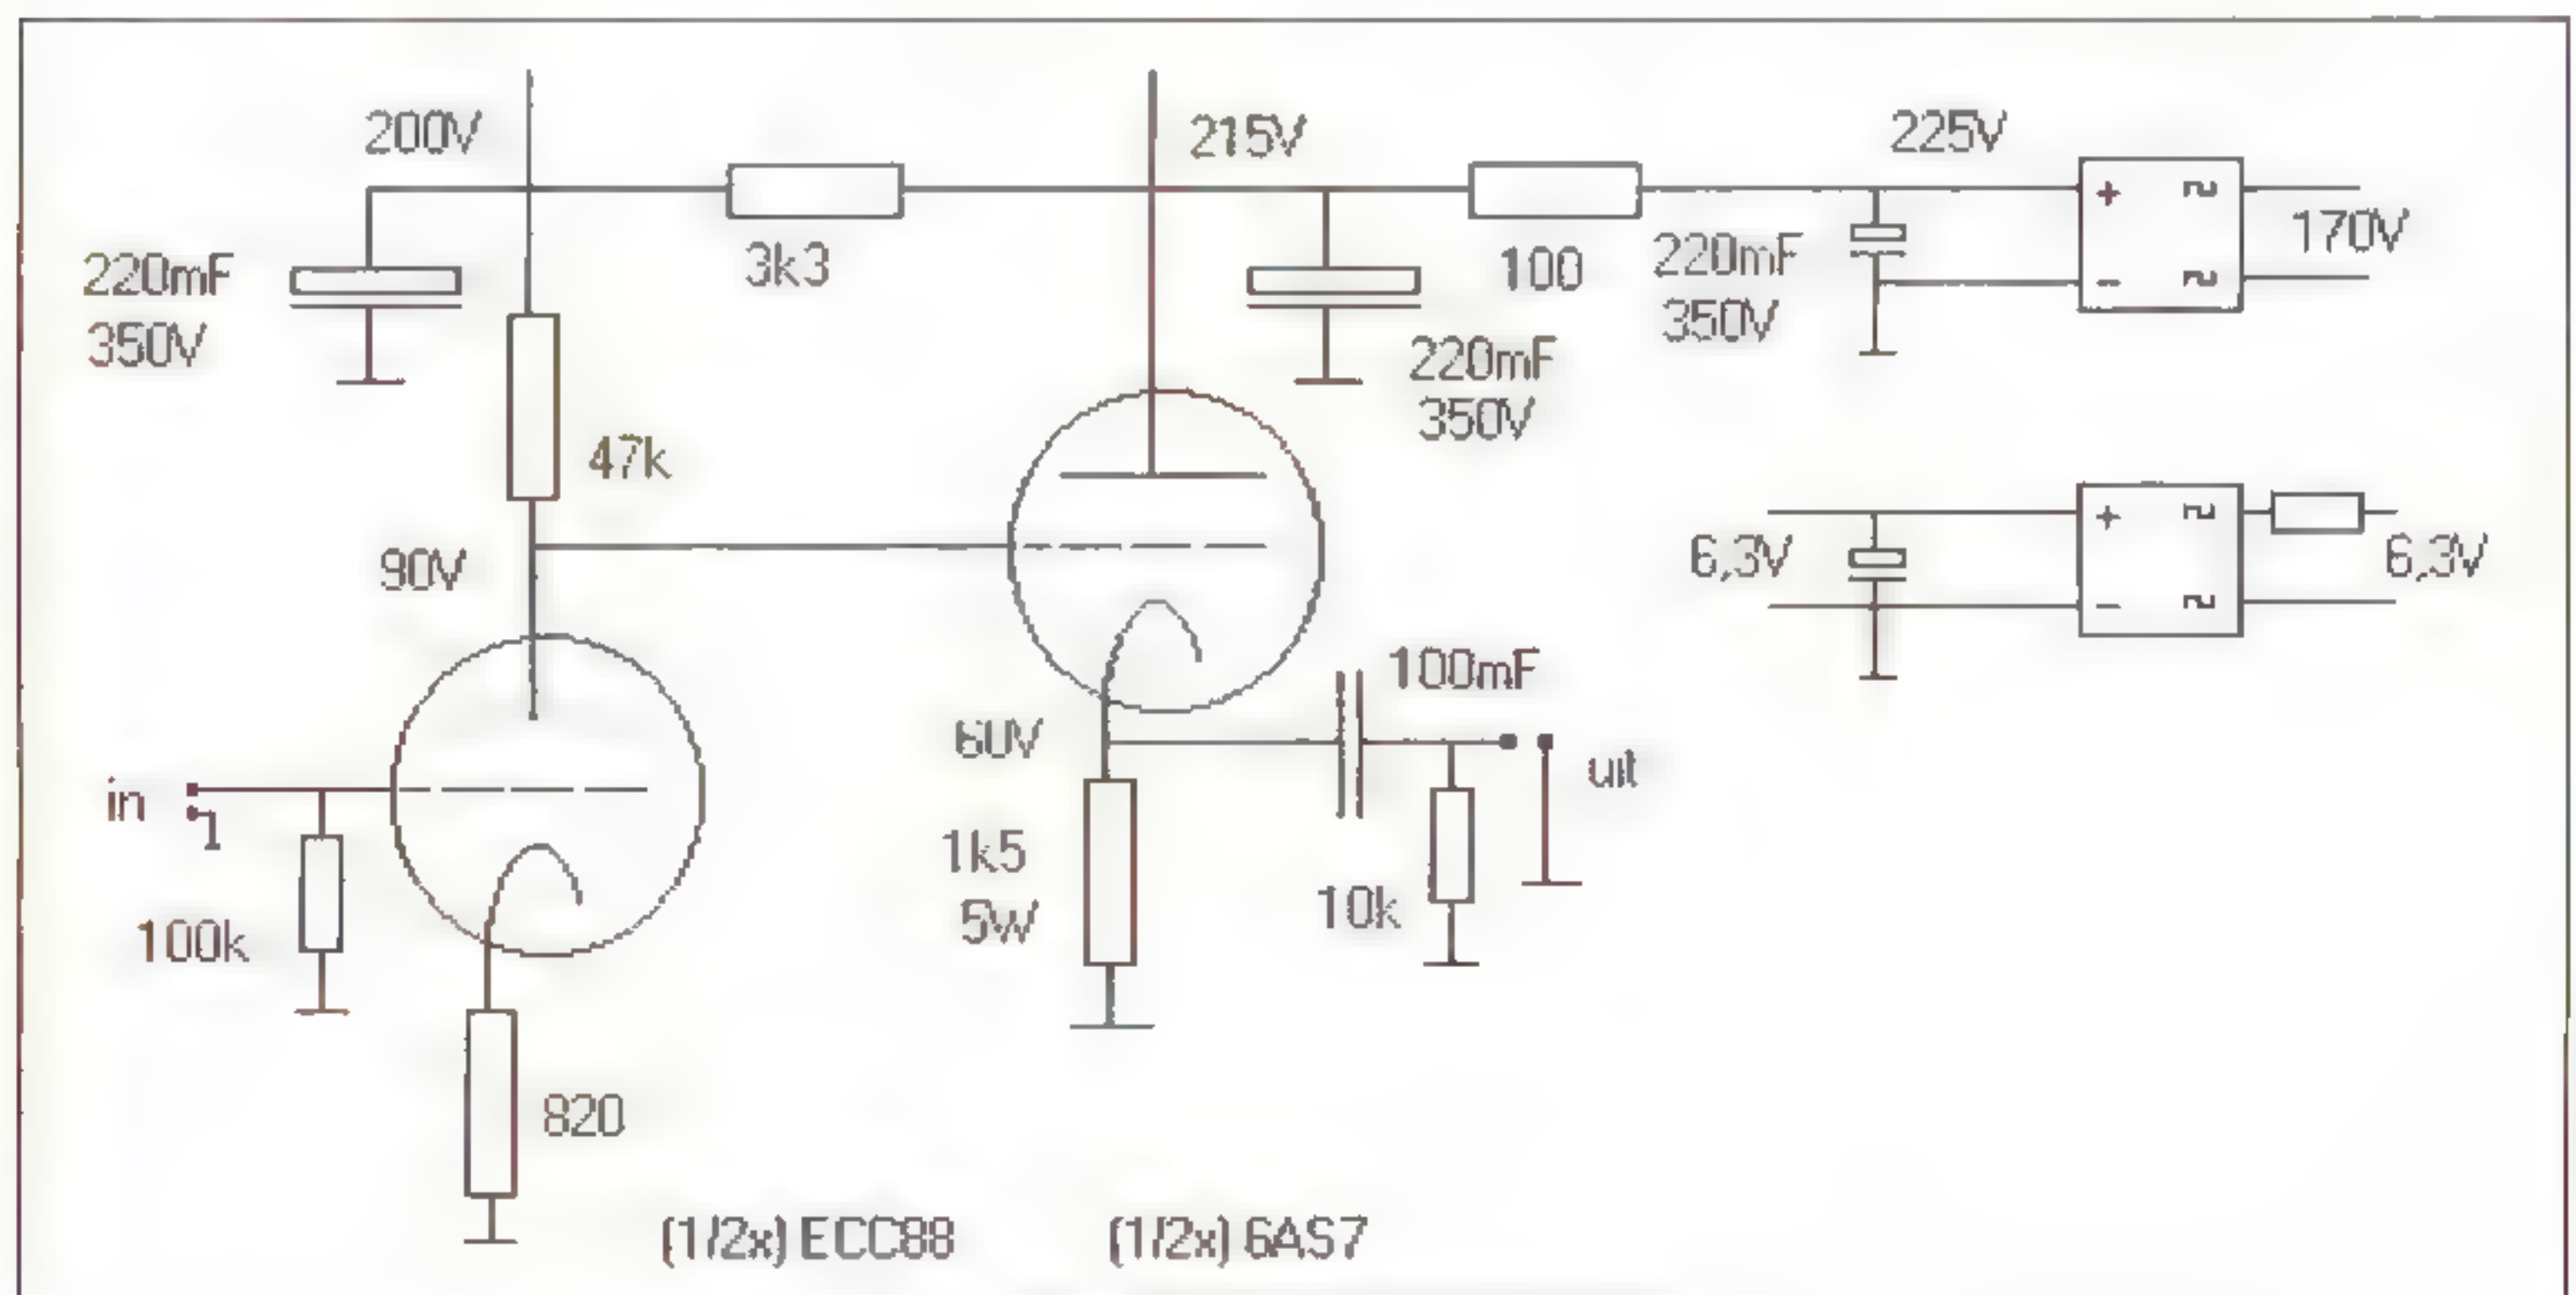 200V
215V
225V
+
170V
-
3k3
100
220mF
350V
220mF
350V
220mF
350V
47k
90V
+
6,3V
6,3V
-
100mF
60V
in
uit
1k5
5W
10k
100k
820
(1/2x) ECC88
(1/2x) 6AS7